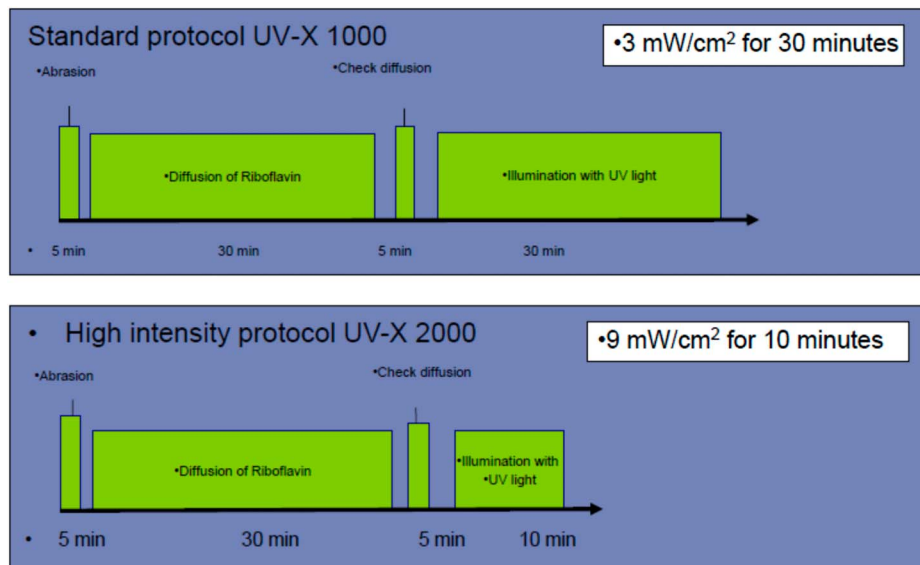 Standard protocol UV-X 1000
•3 mW/cm² for 30 minutes
•Abrasion
•Check diffusion
•Diffusion of Riboflavin
•Illumination with UV light
• 5 min 30 min 5 min 30 min
• High intensity protocol UV-X 2000
•9 mW/cm² for 10 minutes
•Abrasion
•Check diffusion
•Diffusion of Riboflavin
•Illumination with
•UV light
• 5 min 30 min 5 min 10 min